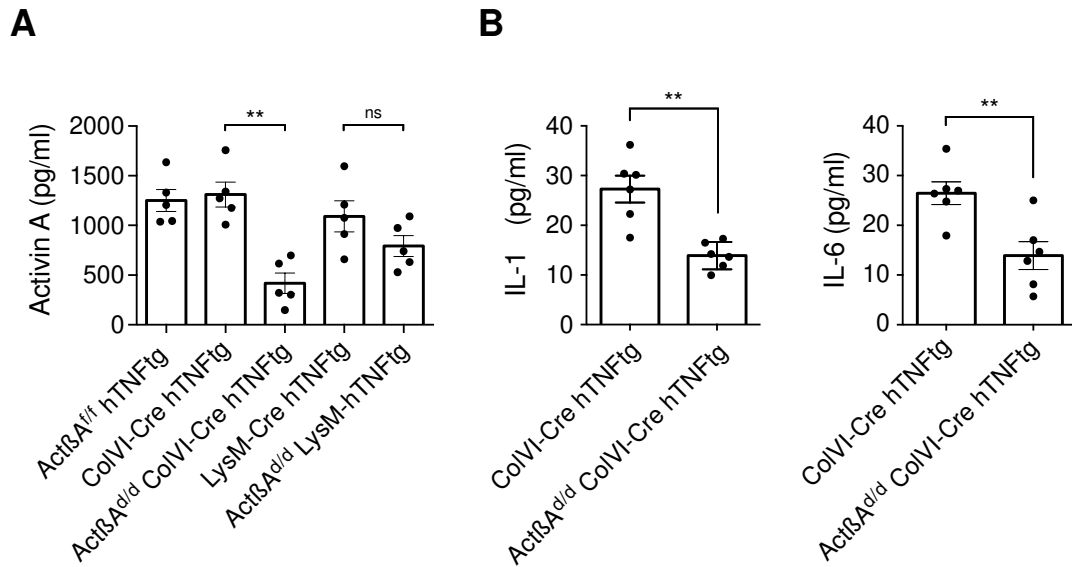 A
B
Activin A (pg/ml)
2000
1500
1000
500
0
**
ns
ActßA^f/f hTNFtg
ColVI-Cre hTNFtg
ActßA^d/d ColVI-Cre hTNFtg
LysM-Cre hTNFtg
ActßA^d/d LysM-hTNFtg
IL-1 (pg/ml)
40
30
20
10
0
**
ColVI-Cre hTNFtg
ActßA^d/d ColVI-Cre hTNFtg
IL-6 (pg/ml)
40
30
20
10
0
**
ColVI-Cre hTNFtg
ActßA^d/d ColVI-Cre hTNFtg